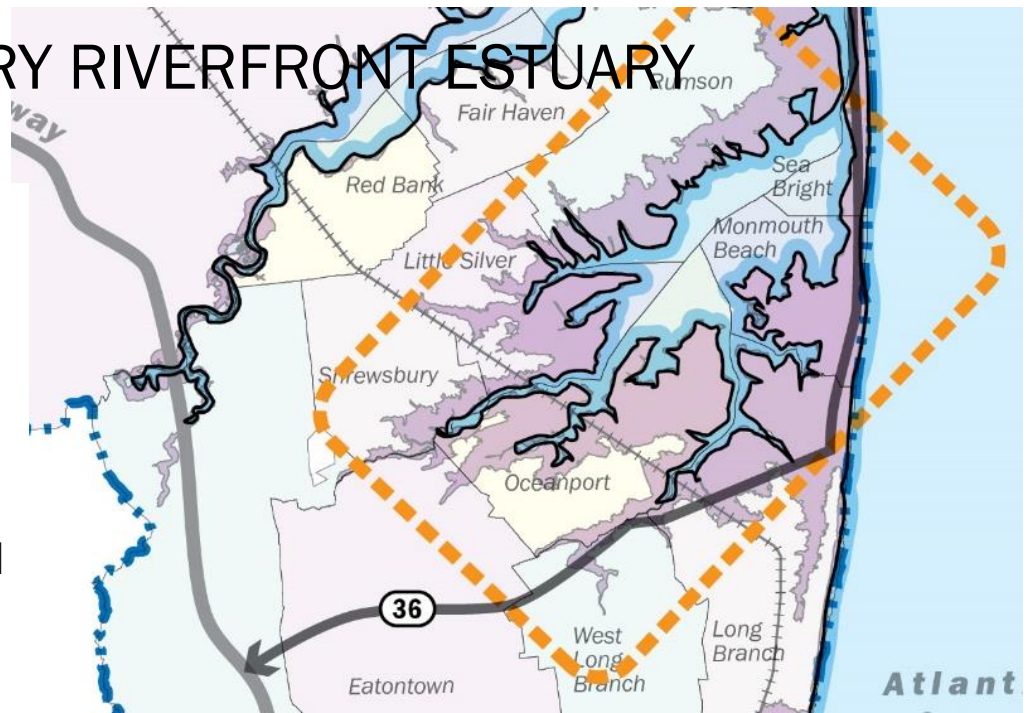 RY RIVERFRONT ESTUARY
Rumson
Fair Haven
way
Red Bank
Sea
Bright
Monmouth
Beach
Little Silver
Shrewsbury
Oceanport
36
West
Long
Branch
Long
Branch
Eatontown
Atlant